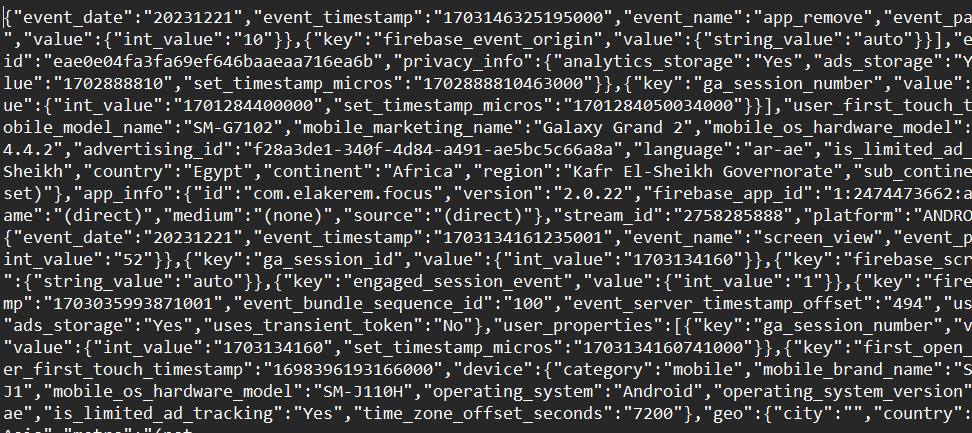 {"event_date":"20231221","event_timestamp":"1703146325195000","event_name":"app_remove","event_pa
","value":{"int_value":"10"}},{"key":"firebase_event_origin","value":{"string_value":"auto"}}],"e
id":"eae0e04fa3fa69ef646baaeaa716ea6b","privacy_info":{"analytics_storage":"Yes","ads_storage":"Y
lue":"1702888810","set_timestamp_micros":"1702888810463000"}},{"key":"ga_session_number","value":
ue":{"int_value":"1701284400000","set_timestamp_micros":"1701284050034000"}}],"user_first_touch_t
obile_model_name":"SM-G7102","mobile_marketing_name":"Galaxy Grand 2","mobile_os_hardware_model":
4.4.2","advertising_id":"f28a3de1-340f-4d84-a491-ae5bc5c66a8a","language":"ar-ae","is_limited_ad_
Sheikh","country":"Egypt","continent":"Africa","region":"Kafr El-Sheikh Governorate","sub_contine
set)"},"app_info":{"id":"com.elakerem.focus","version":"2.0.22","firebase_app_id":"1:2474473662:a
ame":"(direct)","medium":"(none)","source":"(direct)"},"stream_id":"2758285888","platform":"ANDRO
{"event_date":"20231221","event_timestamp":"1703134161235001","event_name":"screen_view","event_p
int_value":"52"}},{"key":"ga_session_id","value":{"int_value":"1703134160"}},{"key":"firebase_scr
":{"string_value":"auto"}},{"key":"engaged_session_event","value":{"int_value":"1"}},{"key":"fire
mp":"1703035993871001","event_bundle_sequence_id":"100","event_server_timestamp_offset":"494","us
"ads_storage":"Yes","uses_transient_token":"No"},"user_properties":[{"key":"ga_session_number","v
"value":{"int_value":"1703134160","set_timestamp_micros":"1703134160741000"}},{"key":"first_open_
er_first_touch_timestamp":"1698396193166000","device":{"category":"mobile","mobile_brand_name":"S
J1","mobile_os_hardware_model":"SM-J110H","operating_system":"Android","operating_system_version"
ae","is_limited_ad_tracking":"Yes","time_zone_offset_seconds":"7200"},"geo":{"city":"","country":